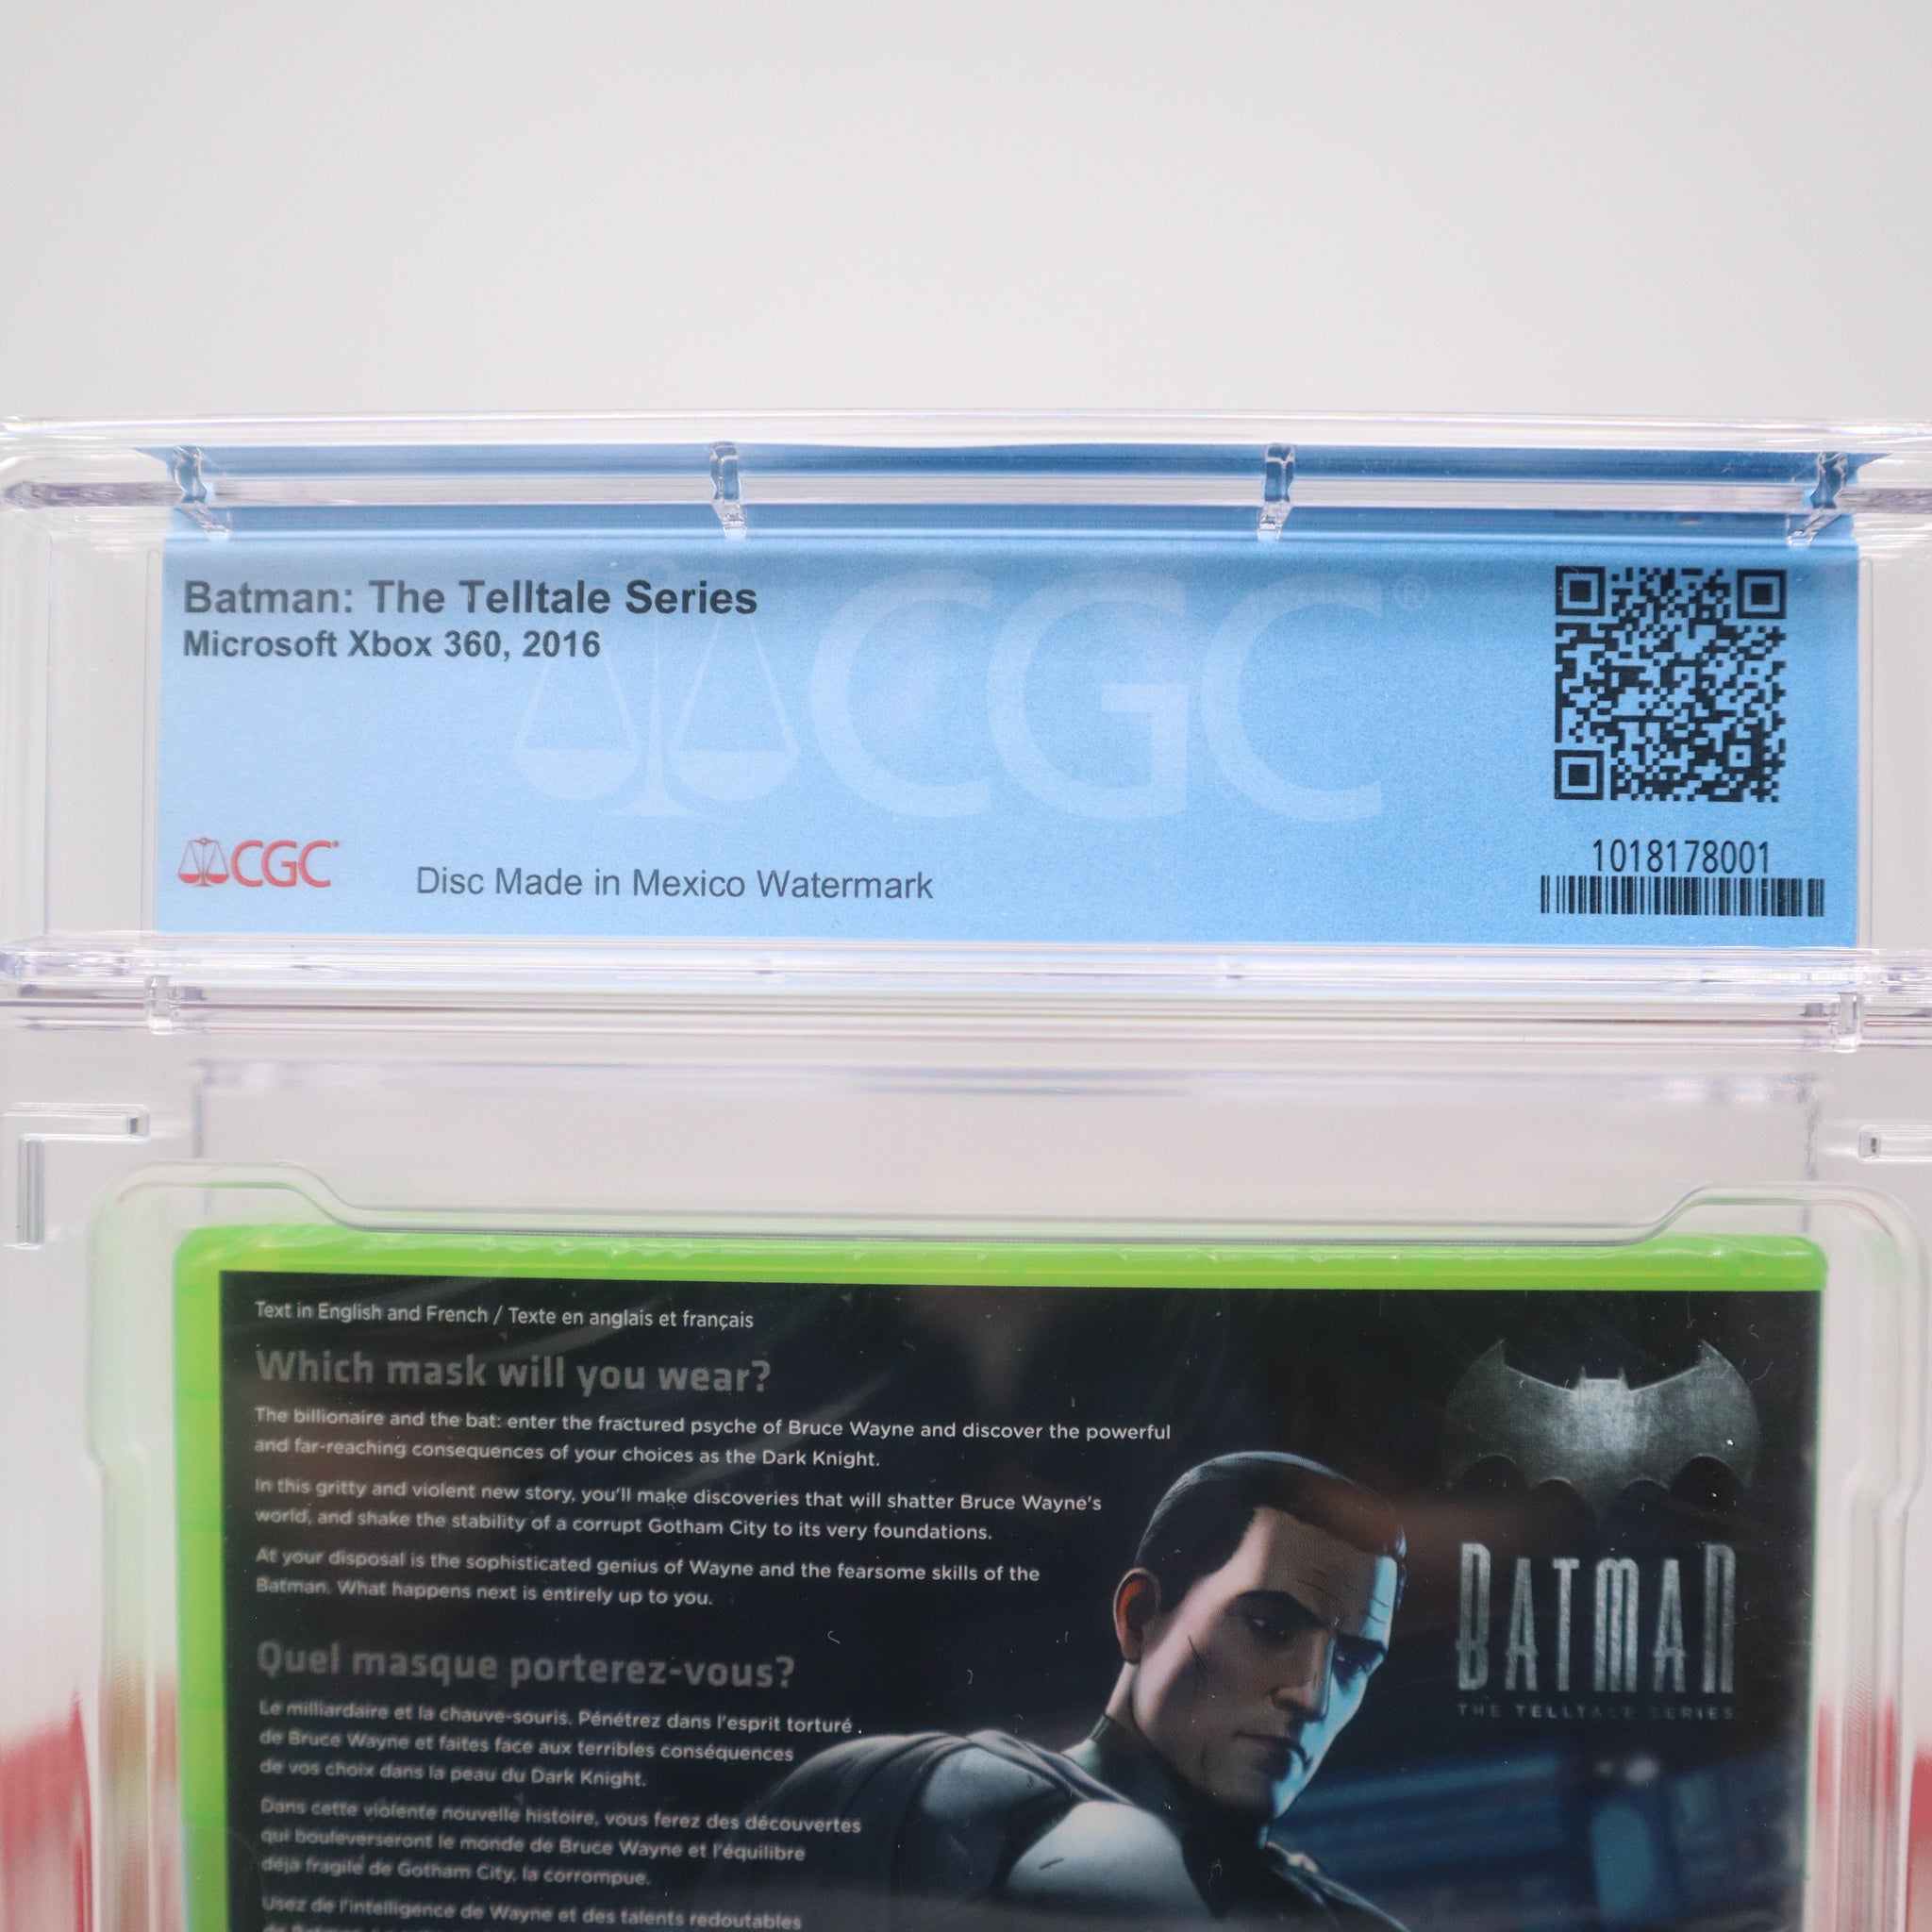 Batman: The Telltale Series
Microsoft Xbox 360, 2016
CGC®
1018178001
CGC
Disc Made in Mexico Watermark
Text in English and French / Texte en anglais et français
Which mask will you wear?
The billionaire and the bat: enter the fractured psyche of Bruce Wayne and discover the powerful
and far-reaching consequences of your choices as the Dark Knight.
In this gritty and violent new story, you'll make discoveries that will shatter Bruce Wayne's
world, and shake the stability of a corrupt Gotham City to its very foundations.
At your disposal is the sophisticated genius of Wayne and the fearsome skills of the
Batman. What happens next is entirely up to you.
BATMAN
THE TELLTALE SERIES
Quel masque porterez-vous?
Le milliardaire et la chauve-souris. Pénétrez dans l'esprit torturé
de Bruce Wayne et faites face aux terribles conséquences
de vos choix dans la peau du Dark Knight.
Dans cette violente nouvelle histoire, vous ferez des découvertes
qui bouleverseront le monde de Bruce Wayne et l'équilibre
déjà fragile de Gotham City, la corrompue.
Usez de l'intelligence de Wayne et des talents redoutables